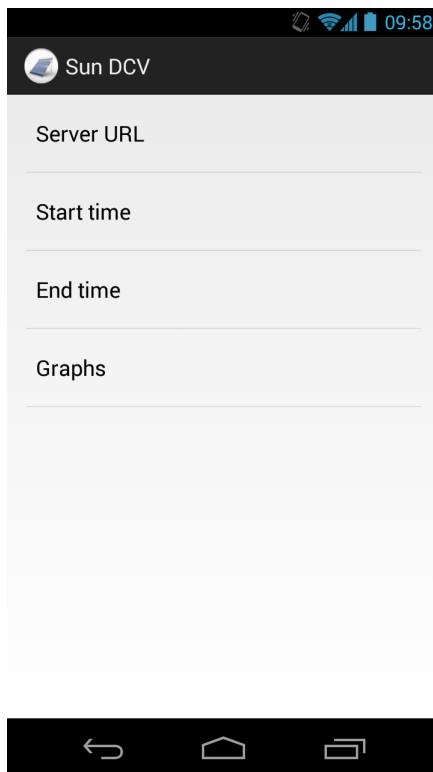 09:58
Sun DCV
Server URL
Start time
End time
Graphs